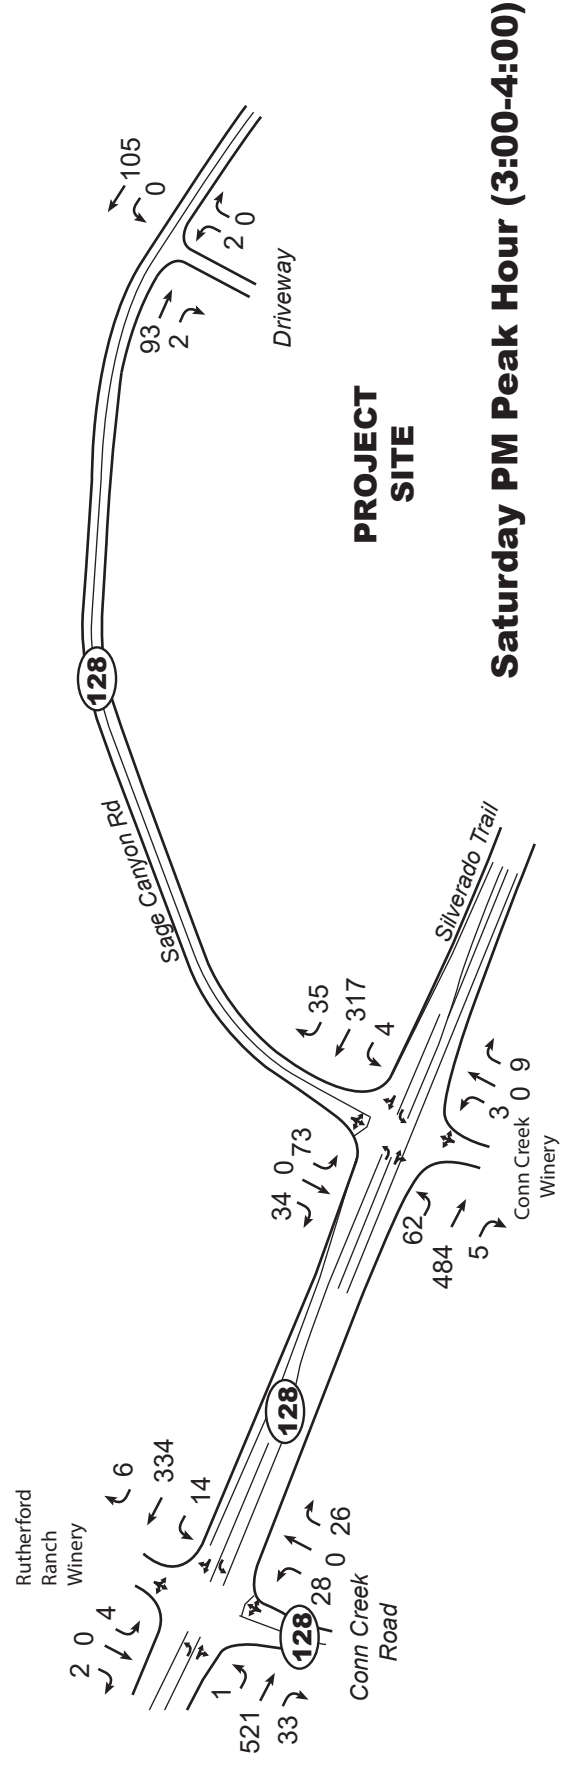 105
0
2 0
93
2
Driveway
PROJECT
SITE
Saturday PM Peak Hour (3:00-4:00)
128
Sage Canyon Rd
Silverado Trail
35
317
4
34 0 73
3 0 9
62
484
5
Conn Creek
Winery
128
Rutherford
Ranch
Winery
6
334
14
2 0 4
28 0 26
1
521
33
128
Conn Creek
Road